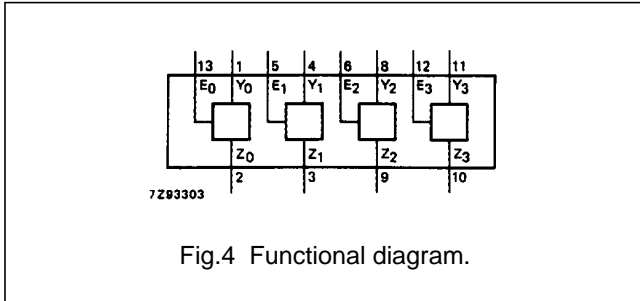 13 1 5 4 6 8 12 11
E0 Y0 E1 Y1 E2 Y2 E3 Y3
Z0 Z1 Z2 Z3
2 3 9 10
7Z93303
Fig.4 Functional diagram.